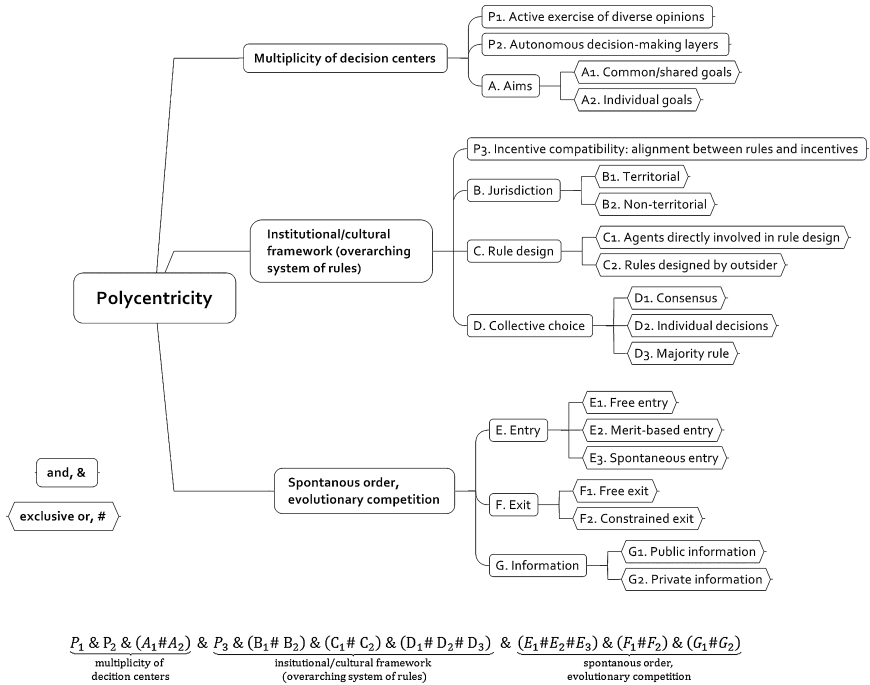 P1. Active exercise of diverse opinions
P2. Autonomous decision-making layers
Multiplicity of decision centers
A. Aims
A1. Common/shared goals
A2. Individual goals
P3. Incentive compatibility: alignment between rules and incentives
B. Jurisdiction
B1. Territorial
B2. Non-territorial
Institutional/cultural
framework (overarching
system of rules)
C. Rule design
C1. Agents directly involved in rule design
C2. Rules designed by outsider
Polycentricity
D. Collective choice
D1. Consensus
D2. Individual decisions
D3. Majority rule
E. Entry
E1. Free entry
E2. Merit-based entry
E3. Spontaneous entry
Spontanous order,
evolutionary competition
F. Exit
F1. Free exit
F2. Constrained exit
G. Information
G1. Public information
G2. Private information
and, &
exclusive or, #
P₁ & P₂ & (A₁#A₂) & P₃ & (B₁# B₂) & (C₁# C₂) & (D₁# D₂# D₃) & (E₁#E₂#E₃) & (F₁#F₂) & (G₁#G₂)
multiplicity of
decition centers
insitutional/cultural framework
(overarching system of rules)
spontanous order,
evolutionary competition